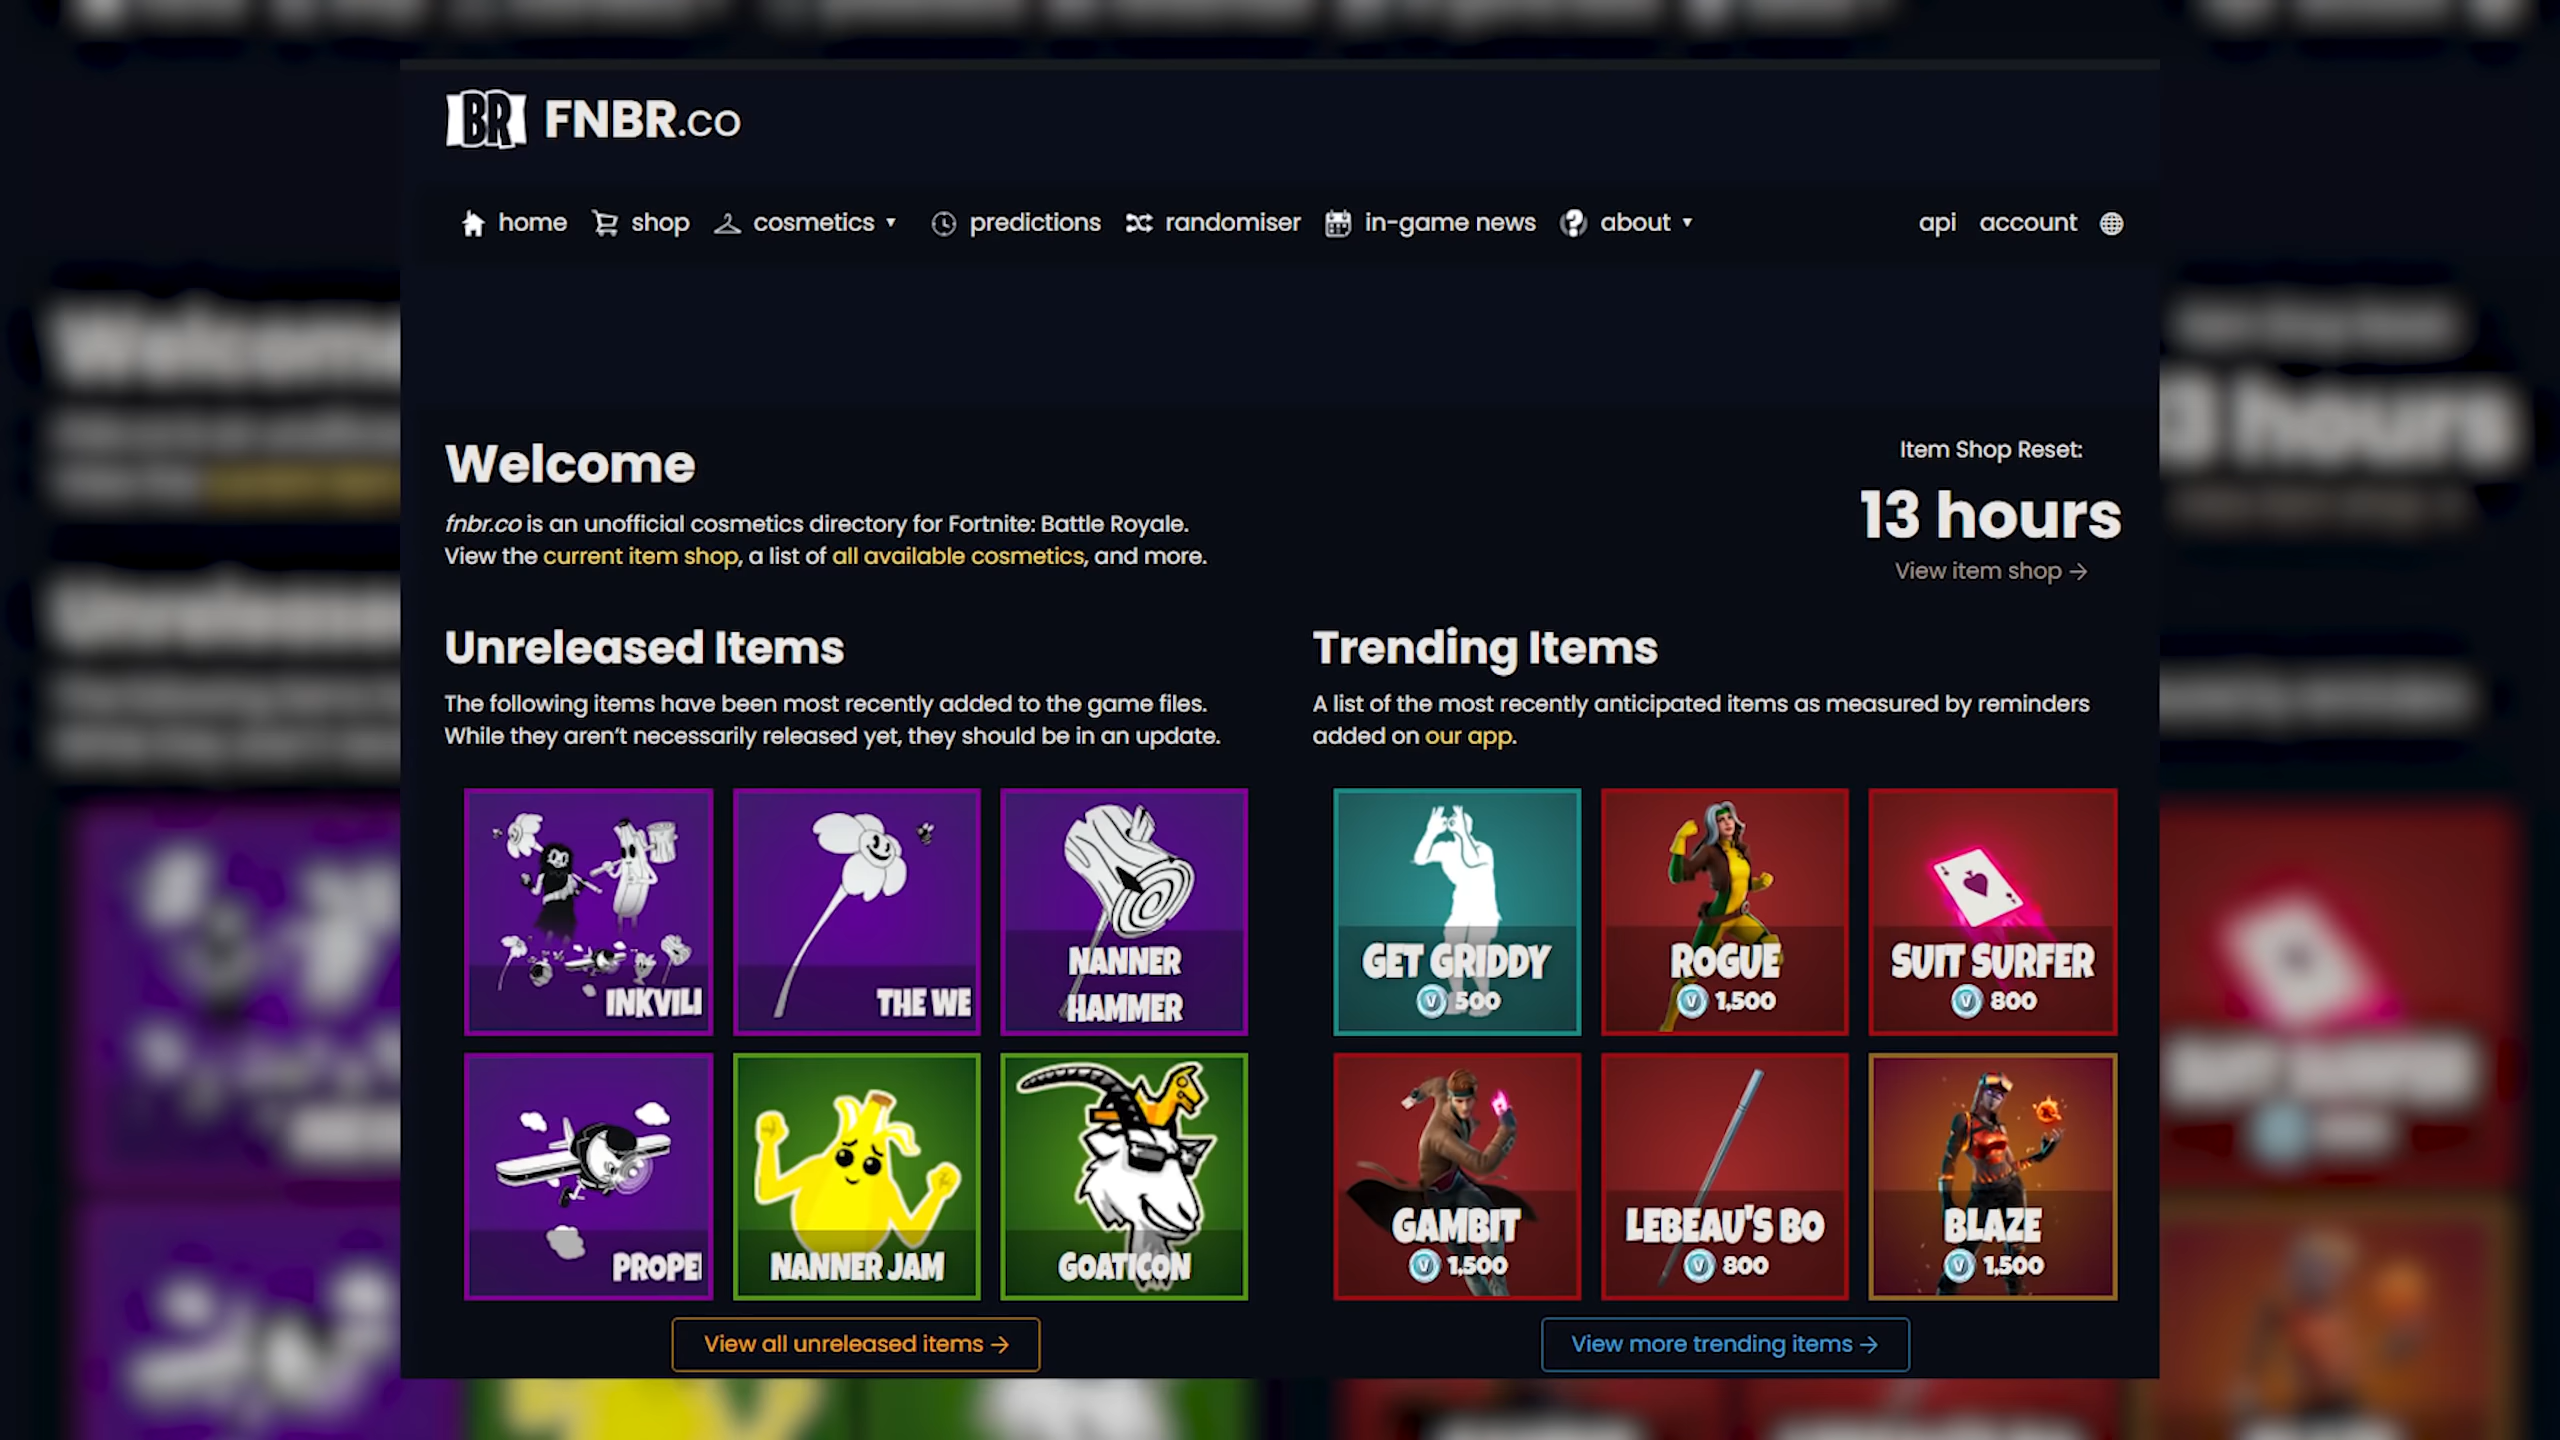 BR FNBR.co
home shop cosmetics ▾ predictions randomiser in-game news about ▾ api account
Welcome
fnbr.co is an unofficial cosmetics directory for Fortnite: Battle Royale.
View the current item shop, a list of all available cosmetics, and more.
Item Shop Reset:
13 hours
View item shop →
Unreleased Items
The following items have been most recently added to the game files.
While they aren't necessarily released yet, they should be in an update.
INKVILI
THE WE
NANNER
HAMMER
PROPE
NANNER JAM
GOATICON
View all unreleased items →
Trending Items
A list of the most recently anticipated items as measured by reminders
added on our app.
GET GRIDDY
500
ROGUE
1,500
SUIT SURFER
800
GAMBIT
1,500
LEBEAU'S BO
800
BLAZE
1,500
View more trending items →